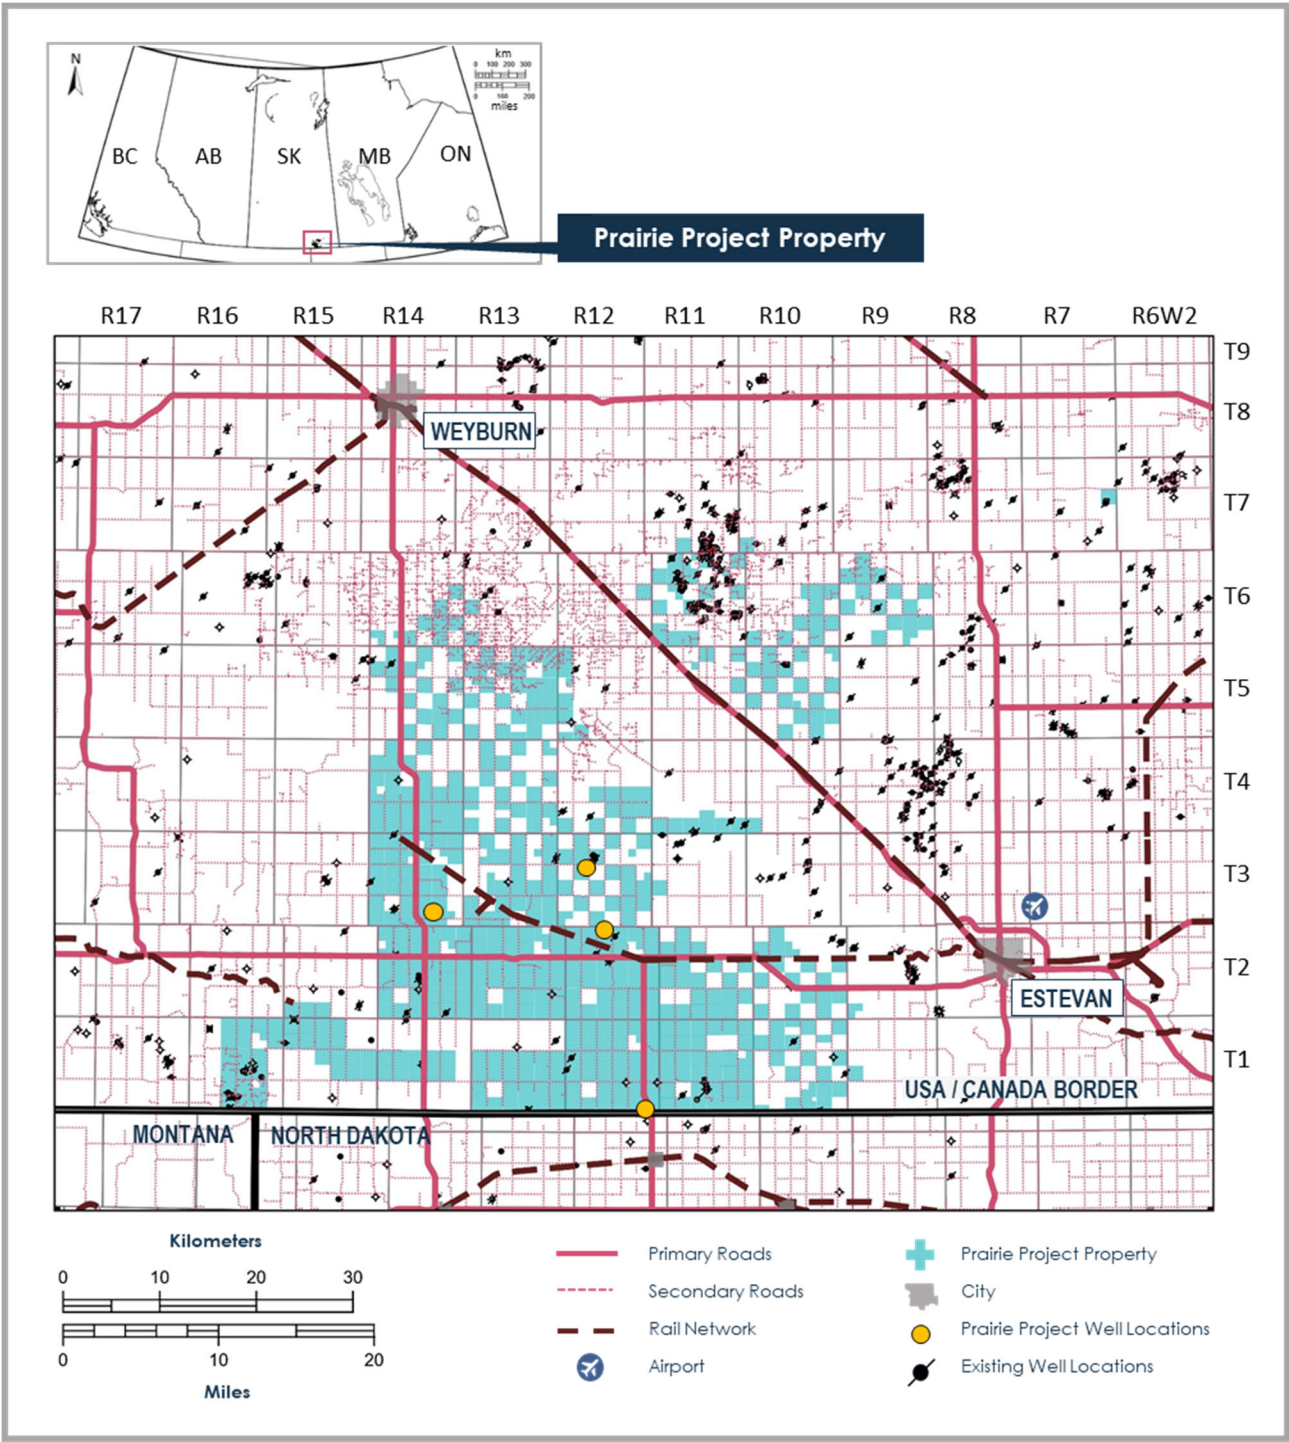 N
km
0 100 200 300
0 100 200
miles
BC AB SK MB ON
Prairie Project Property
R17 R16 R15 R14 R13 R12 R11 R10 R9 R8 R7 R6W2
T9
T8
WEYBURN
T7
T6
T5
T4
T3
T2
ESTEVAN
T1
USA / CANADA BORDER
MONTANA NORTH DAKOTA
Kilometers
0 10 20 30
0 10 20
Miles
Primary Roads
Secondary Roads
Rail Network
Airport
Prairie Project Property
City
Prairie Project Well Locations
Existing Well Locations